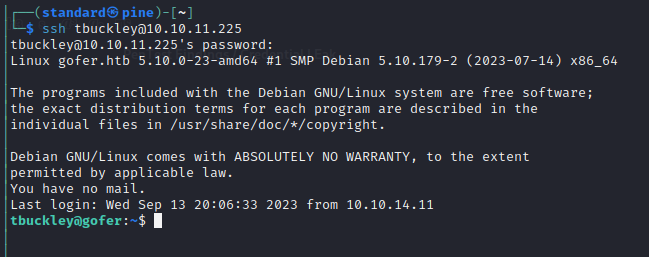 (standard㉿pine)-[~]
$ ssh tbuckley@10.10.11.225
tbuckley@10.10.11.225's password:
Linux gofer.htb 5.10.0-23-amd64 #1 SMP Debian 5.10.179-2 (2023-07-14) x86_64
The programs included with the Debian GNU/Linux system are free software;
the exact distribution terms for each program are described in the
individual files in /usr/share/doc/*/copyright.
Debian GNU/Linux comes with ABSOLUTELY NO WARRANTY, to the extent
permitted by applicable law.
You have no mail.
Last login: Wed Sep 13 20:06:33 2023 from 10.10.14.11
tbuckley@gofer:~$